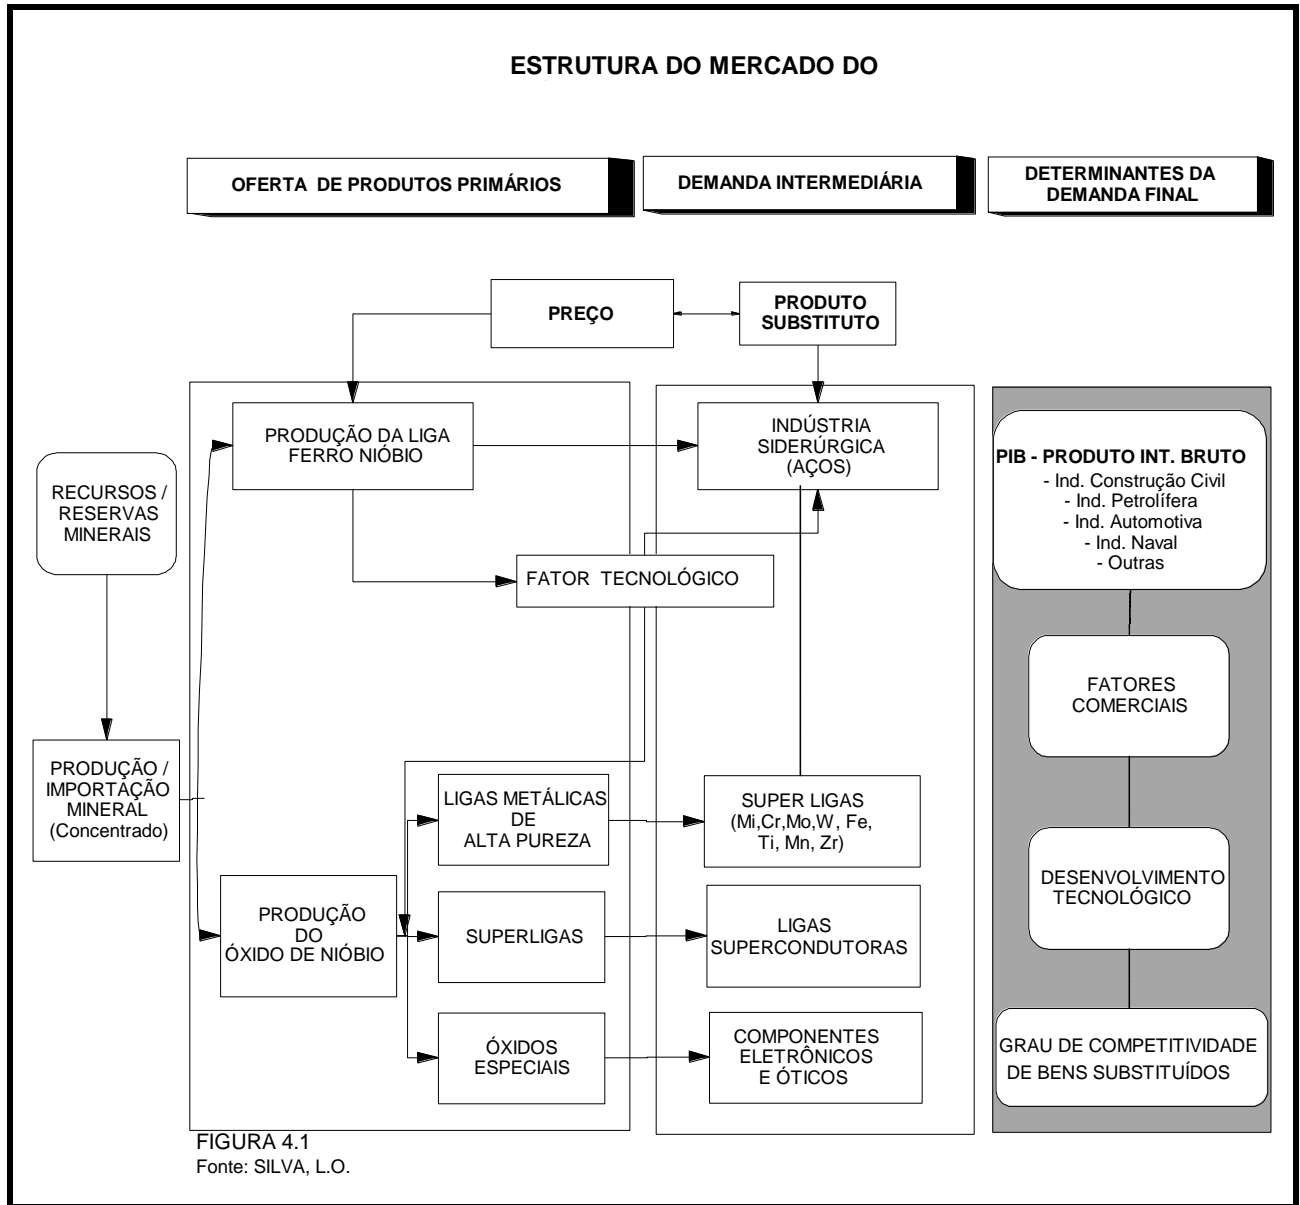 ESTRUTURA DO MERCADO DO
OFERTA DE PRODUTOS PRIMÁRIOS
DEMANDA INTERMEDIÁRIA
DETERMINANTES DA
DEMANDA FINAL
PREÇO
PRODUTO
SUBSTITUTO
PRODUÇÃO DA LIGA
FERRO NIÓBIO
INDÚSTRIA
SIDERÚRGICA
(AÇOS)
PIB - PRODUTO INT. BRUTO
- Ind. Construção Civil
- Ind. Petrolífera
- Ind. Automotiva
- Ind. Naval
- Outras
RECURSOS /
RESERVAS
MINERAIS
FATOR TECNOLÓGICO
FATORES
COMERCIAIS
PRODUÇÃO /
IMPORTAÇÃO
MINERAL
(Concentrado)
LIGAS METÁLICAS
DE
ALTA PUREZA
SUPER LIGAS
(Mi,Cr,Mo,W, Fe,
Ti, Mn, Zr)
DESENVOLVIMENTO
TECNOLÓGICO
PRODUÇÃO
DO
ÓXIDO DE NIÓBIO
SUPERLIGAS
LIGAS
SUPERCONDUTORAS
ÓXIDOS
ESPECIAIS
COMPONENTES
ELETRÔNICOS
E ÓTICOS
GRAU DE COMPETITIVIDADE
DE BENS SUBSTITUÍDOS
FIGURA 4.1
Fonte: SILVA, L.O.